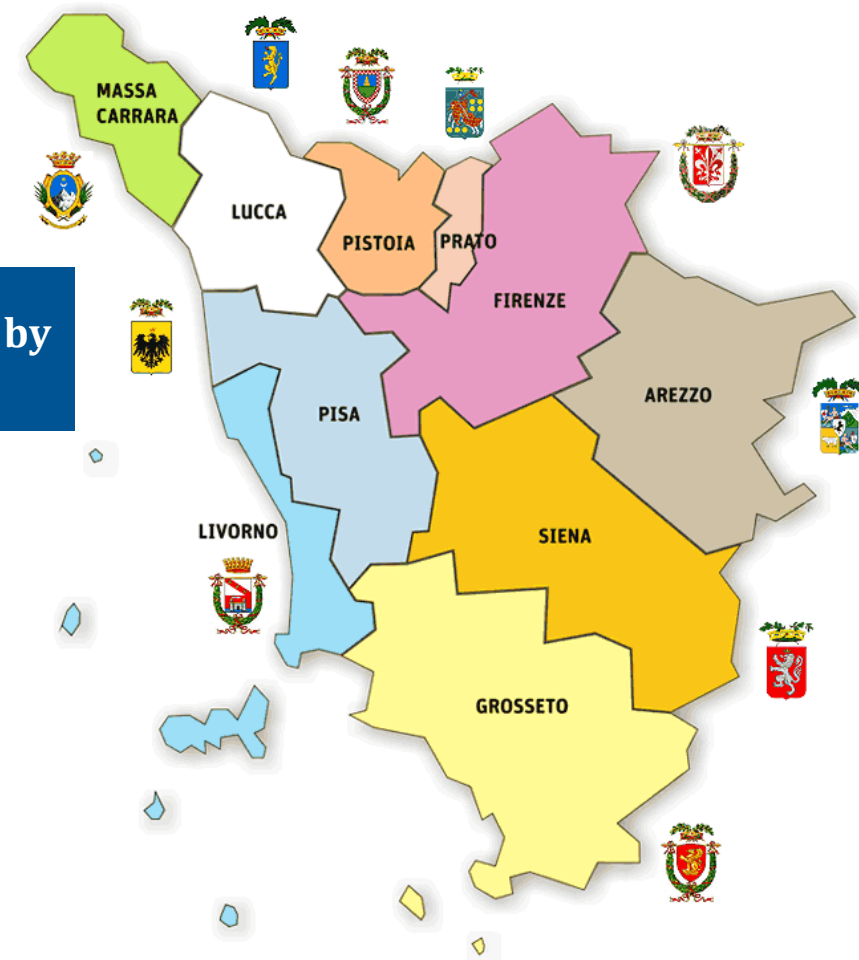 MASSA
CARRARA
LUCCA
PISTOIA
PRATO
FIRENZE
by
AREZZO
PISA
LIVORNO
SIENA
GROSSETO